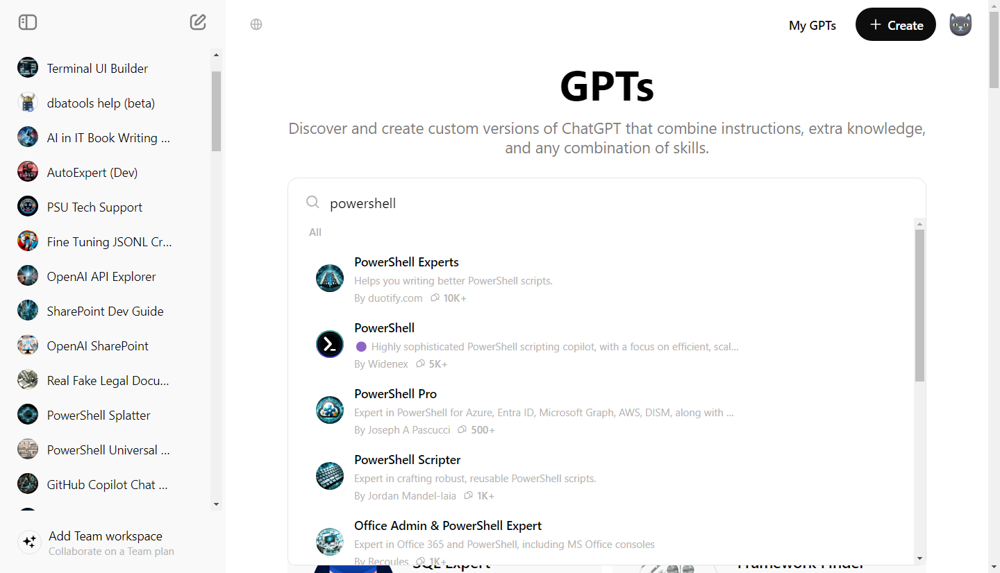 Terminal UI Builder
dbatools help (beta)
AI in IT Book Writing ...
AutoExpert (Dev)
PSU Tech Support
Fine Tuning JSONL Cr...
OpenAI API Explorer
SharePoint Dev Guide
OpenAI SharePoint
Real Fake Legal Docu...
PowerShell Splatter
PowerShell Universal ...
GitHub Copilot Chat ...
Add Team workspace
Collaborate on a Team plan
My GPTs
+ Create
GPTs
Discover and create custom versions of ChatGPT that combine instructions, extra knowledge,
and any combination of skills.
powershell
All
PowerShell Experts
Helps you writing better PowerShell scripts.
By duotify.com 10K+
PowerShell
Highly sophisticated PowerShell scripting copilot, with a focus on efficient, scal...
By Widenex 5K+
PowerShell Pro
Expert in PowerShell for Azure, Entra ID, Microsoft Graph, AWS, DISM, along with ...
By Joseph A Pascucci 500+
PowerShell Scripter
Expert in crafting robust, reusable PowerShell scripts.
By Jordan Mandel-Iaia 1K+
Office Admin & PowerShell Expert
Expert in Office 365 and PowerShell, including MS Office consoles
By Recoules 1K+
SQL Expert
Framework Finder